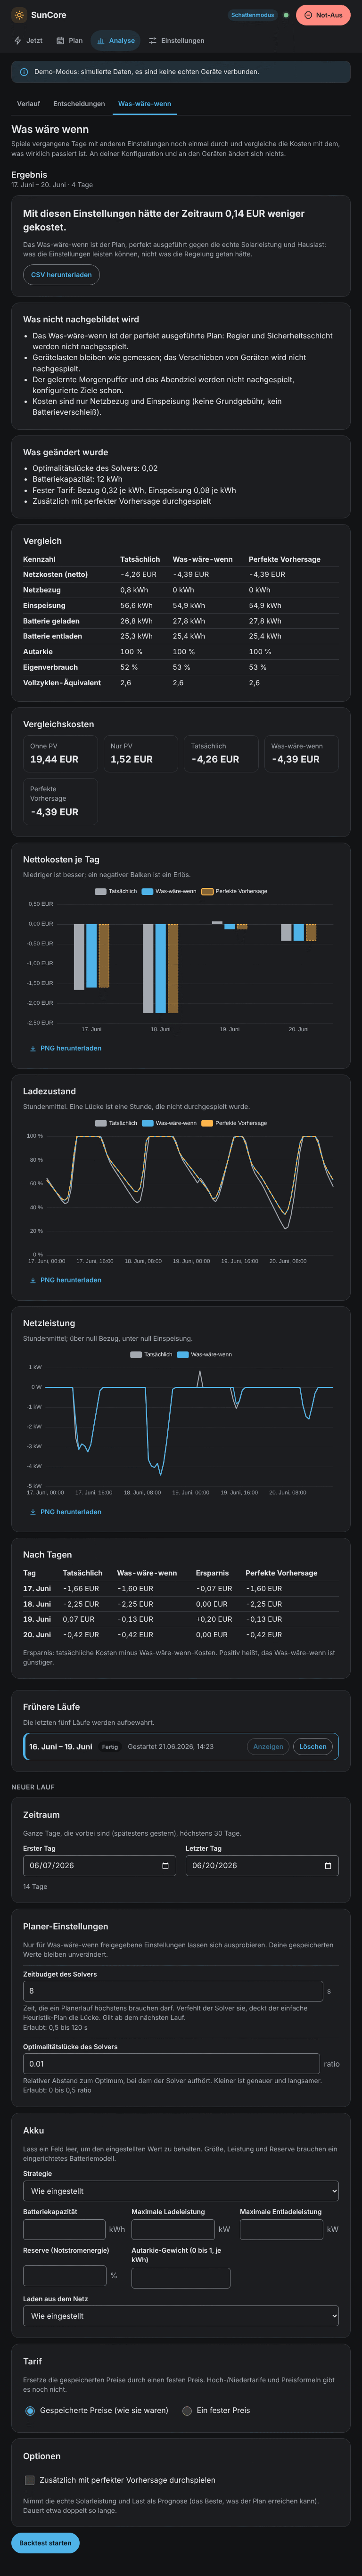 SunCore
Schattenmodus
Not-Aus
Jetzt
Plan
Analyse
Einstellungen
Demo-Modus: simulierte Daten, es sind keine echten Geräte verbunden.
Verlauf
Entscheidungen
Was-wäre-wenn
Was wäre wenn
Spiele vergangene Tage mit anderen Einstellungen noch einmal durch und vergleiche die Kosten mit dem,
was wirklich passiert ist. An deiner Konfiguration und an den Geräten ändert sich nichts.
Ergebnis
17. Juni – 20. Juni · 4 Tage
Mit diesen Einstellungen hätte der Zeitraum 0,14 EUR weniger
gekostet.
Das Was-wäre-wenn ist der Plan, perfekt ausgeführt gegen die echte Solarleistung und Hauslast:
was die Einstellungen leisten können, nicht was die Regelung getan hätte.
CSV herunterladen
Was nicht nachgebildet wird
• Das Was-wäre-wenn ist der perfekt ausgeführte Plan: Regler und Sicherheitsschicht
werden nicht nachgespielt.
• Gerätelasten bleiben wie gemessen; das Verschieben von Geräten wird nicht
nachgespielt.
• Der gelernte Morgenpuffer und das Abendziel werden nicht nachgespielt,
konfigurierte Ziele schon.
• Kosten sind nur Netzbezug und Einspeisung (keine Grundgebühr, kein
Batterieverschleiß).
Was geändert wurde
• Optimalitätslücke des Solvers: 0,02
• Batteriekapazität: 12 kWh
• Fester Tarif: Bezug 0,32 je kWh, Einspeisung 0,08 je kWh
• Zusätzlich mit perfekter Vorhersage durchgespielt
Vergleich
Kennzahl Tatsächlich Was-wäre-wenn Perfekte Vorhersage
Netzkosten (netto) -4,26 EUR -4,39 EUR -4,39 EUR
Netzbezug 0,8 kWh 0 kWh 0 kWh
Einspeisung 56,6 kWh 54,9 kWh 54,9 kWh
Batterie geladen 26,8 kWh 27,8 kWh 27,8 kWh
Batterie entladen 25,3 kWh 25,4 kWh 25,4 kWh
Autarkie 100 % 100 % 100 %
Eigenverbrauch 52 % 53 % 53 %
Vollzyklen-Äquivalent 2,6 2,6 2,6
Vergleichskosten
Ohne PV
19,44 EUR
Nur PV
1,52 EUR
Tatsächlich
-4,26 EUR
Was-wäre-wenn
-4,39 EUR
Perfekte
Vorhersage
-4,39 EUR
Nettokosten je Tag
Niedriger ist besser; ein negativer Balken ist ein Erlös.
Tatsächlich Was-wäre-wenn Perfekte Vorhersage
0,50 EUR
0,00 EUR
-0,50 EUR
-1,00 EUR
-1,50 EUR
-2,00 EUR
-2,50 EUR
17. Juni 18. Juni 19. Juni 20. Juni
PNG herunterladen
Ladezustand
Stundenmittel. Eine Lücke ist eine Stunde, die nicht durchgespielt wurde.
Tatsächlich Was-wäre-wenn Perfekte Vorhersage
100 %
80 %
60 %
40 %
20 %
0 %
17. Juni, 00:00 17. Juni, 16:00 18. Juni, 08:00 19. Juni, 00:00 19. Juni, 16:00 20. Juni, 08:00
PNG herunterladen
Netzleistung
Stundenmittel; über null Bezug, unter null Einspeisung.
Tatsächlich Was-wäre-wenn
1 kW
0 W
-1 kW
-2 kW
-3 kW
-4 kW
-5 kW
17. Juni, 00:00 17. Juni, 16:00 18. Juni, 08:00 19. Juni, 00:00 19. Juni, 16:00 20. Juni, 08:00
PNG herunterladen
Nach Tagen
Tag Tatsächlich Was-wäre-wenn Ersparnis Perfekte Vorhersage
17. Juni -1,66 EUR -1,60 EUR -0,07 EUR -1,60 EUR
18. Juni -2,25 EUR -2,25 EUR 0,00 EUR -2,25 EUR
19. Juni 0,07 EUR -0,13 EUR +0,20 EUR -0,13 EUR
20. Juni -0,42 EUR -0,42 EUR 0,00 EUR -0,42 EUR
Ersparnis: tatsächliche Kosten minus Was-wäre-wenn-Kosten. Positiv heißt, das Was-wäre-wenn ist
günstiger.
Frühere Läufe
Die letzten fünf Läufe werden aufbewahrt.
16. Juni – 19. Juni Fertig Gestartet 21.06.2026, 14:23 Anzeigen Löschen
NEUER LAUF
Zeitraum
Ganze Tage, die vorbei sind (spätestens gestern), höchstens 30 Tage.
Erster Tag Letzter Tag
06/07/2026 06/20/2026
14 Tage
Planer-Einstellungen
Nur für Was-wäre-wenn freigegebene Einstellungen lassen sich ausprobieren. Deine gespeicherten
Werte bleiben unverändert.
Zeitbudget des Solvers
8 s
Zeit, die ein Planerlauf höchstens brauchen darf. Verfehlt der Solver sie, deckt der einfache
Heuristik-Plan die Lücke. Gilt ab dem nächsten Lauf.
Erlaubt: 0,5 bis 120 s
Optimalitätslücke des Solvers
0.01 ratio
Relativer Abstand zum Optimum, bei dem der Solver aufhört. Kleiner ist genauer und langsamer.
Erlaubt: 0 bis 0,5 ratio
Akku
Lass ein Feld leer, um den eingestellten Wert zu behalten. Größe, Leistung und Reserve brauchen ein
eingerichtetes Batteriemodell.
Strategie
Wie eingestellt
Batteriekapazität Maximale Ladeleistung Maximale Entladeleistung
kWh kW kW
Reserve (Notstromenergie) Autarkie-Gewicht (0 bis 1, je
kWh)
%
Laden aus dem Netz
Wie eingestellt
Tarif
Ersetze die gespeicherten Preise durch einen festen Preis. Hoch-/Niedertarife und Preisformeln gibt
es noch nicht.
Gespeicherte Preise (wie sie waren) Ein fester Preis
Optionen
Zusätzlich mit perfekter Vorhersage durchspielen
Nimmt die echte Solarleistung und Last als Prognose (das Beste, was der Plan erreichen kann).
Dauert etwa doppelt so lange.
Backtest starten